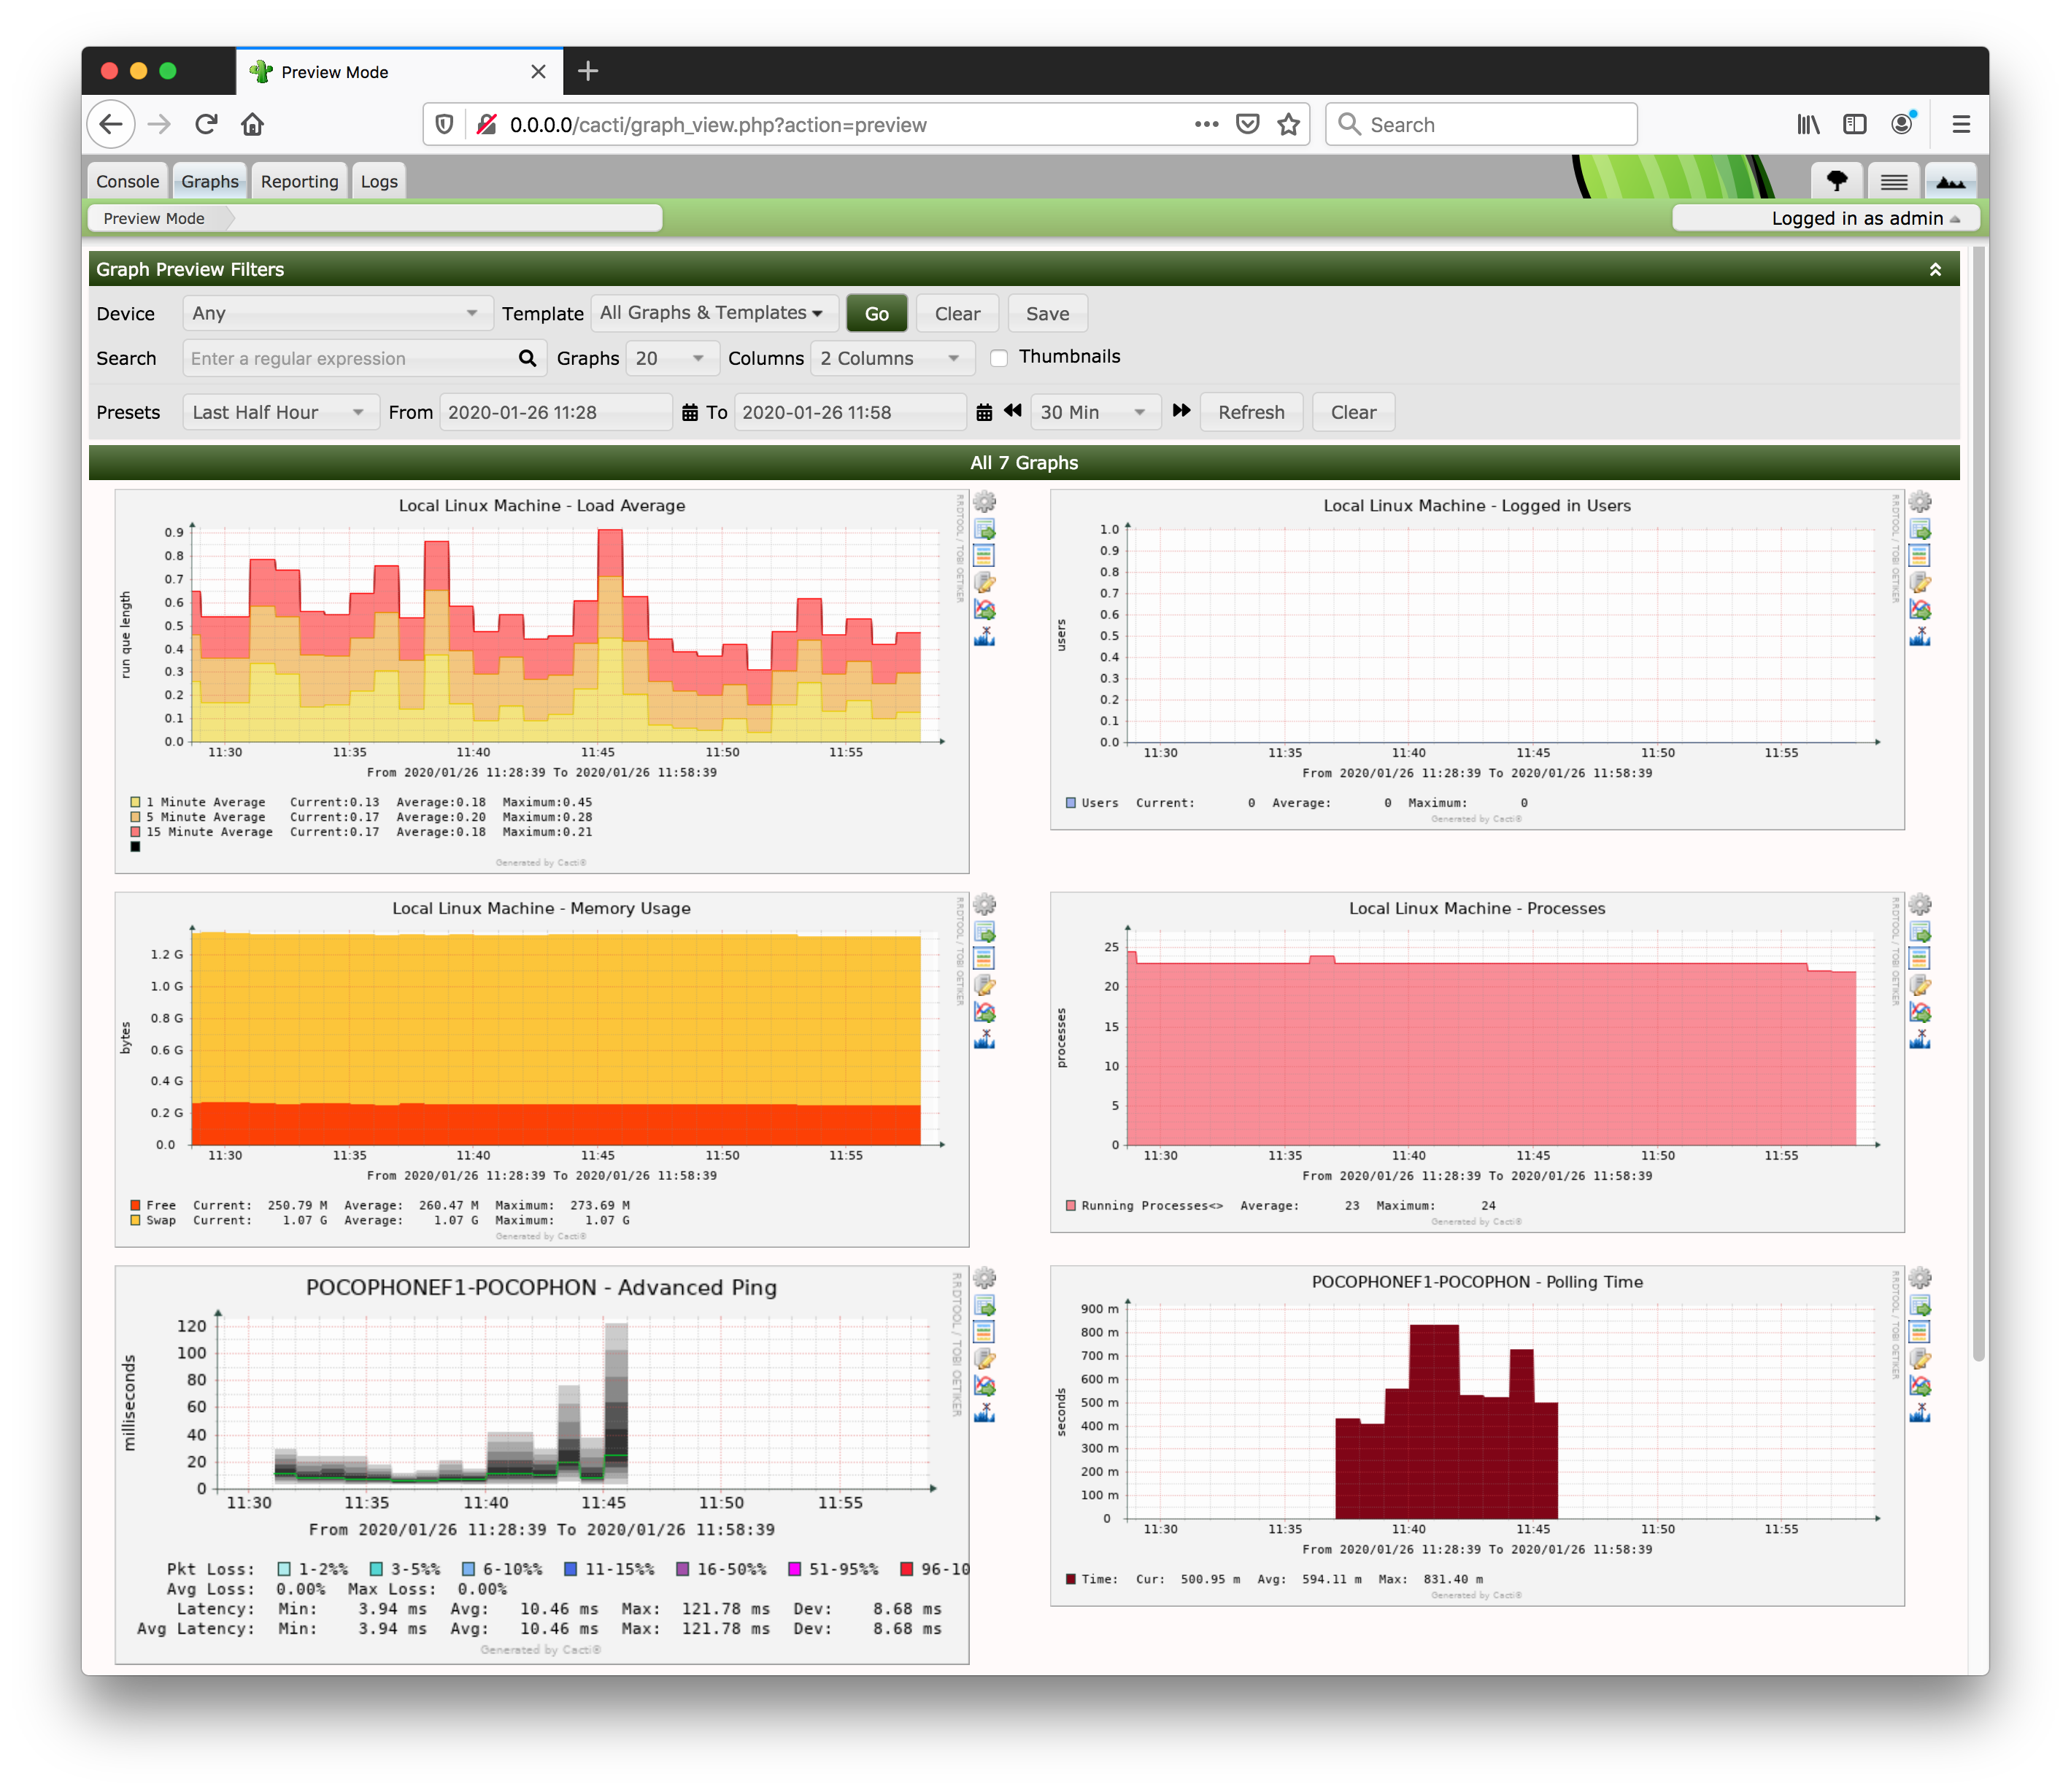 Preview Mode
0.0.0.0/cacti/graph_view.php?action=preview
Search
Console Graphs Reporting Logs
Preview Mode
Logged in as admin
Graph Preview Filters
Device Any Template All Graphs & Templates Go Clear Save
Search Enter a regular expression Graphs 20 Columns 2 Columns Thumbnails
Presets Last Half Hour From 2020-01-26 11:28 To 2020-01-26 11:58 30 Min Refresh Clear
All 7 Graphs
Local Linux Machine - Load Average
RRDTOOL / TOBI OETIKER
run que length
0.9
0.8
0.7
0.6
0.5
0.4
0.3
0.2
0.1
0.0
11:30 11:35 11:40 11:45 11:50 11:55
From 2020/01/26 11:28:39 To 2020/01/26 11:58:39
1 Minute Average Current:0.13 Average:0.18 Maximum:0.45
5 Minute Average Current:0.17 Average:0.20 Maximum:0.28
15 Minute Average Current:0.17 Average:0.18 Maximum:0.21
Generated by Cacti®
Local Linux Machine - Logged in Users
RRDTOOL / TOBI OETIKER
users
1.0
0.9
0.8
0.7
0.6
0.5
0.4
0.3
0.2
0.1
0.0
11:30 11:35 11:40 11:45 11:50 11:55
From 2020/01/26 11:28:39 To 2020/01/26 11:58:39
Users Current: 0 Average: 0 Maximum: 0
Generated by Cacti®
Local Linux Machine - Memory Usage
RRDTOOL / TOBI OETIKER
bytes
1.2 G
1.0 G
0.8 G
0.6 G
0.4 G
0.2 G
0.0
11:30 11:35 11:40 11:45 11:50 11:55
From 2020/01/26 11:28:39 To 2020/01/26 11:58:39
Free Current: 250.79 M Average: 260.47 M Maximum: 273.69 M
Swap Current: 1.07 G Average: 1.07 G Maximum: 1.07 G
Generated by Cacti®
Local Linux Machine - Processes
RRDTOOL / TOBI OETIKER
processes
25
20
15
10
5
0
11:30 11:35 11:40 11:45 11:50 11:55
From 2020/01/26 11:28:39 To 2020/01/26 11:58:39
Running Processes<> Average: 23 Maximum: 24
Generated by Cacti®
POCOPHONEF1-POCOPHON - Advanced Ping
RRDTOOL / TOBI OETIKER
milliseconds
120
100
80
60
40
20
0
11:30 11:35 11:40 11:45 11:50 11:55
From 2020/01/26 11:28:39 To 2020/01/26 11:58:39
Pkt Loss: 1-2%% 3-5%% 6-10%% 11-15%% 16-50%% 51-95%% 96-10
Avg Loss: 0.00% Max Loss: 0.00%
Latency: Min: 3.94 ms Avg: 10.46 ms Max: 121.78 ms Dev: 8.68 ms
Avg Latency: Min: 3.94 ms Avg: 10.46 ms Max: 121.78 ms Dev: 8.68 ms
Generated by Cacti®
POCOPHONEF1-POCOPHON - Polling Time
RRDTOOL / TOBI OETIKER
seconds
900 m
800 m
700 m
600 m
500 m
400 m
300 m
200 m
100 m
0
11:30 11:35 11:40 11:45 11:50 11:55
From 2020/01/26 11:28:39 To 2020/01/26 11:58:39
Time: Cur: 500.95 m Avg: 594.11 m Max: 831.40 m
Generated by Cacti®